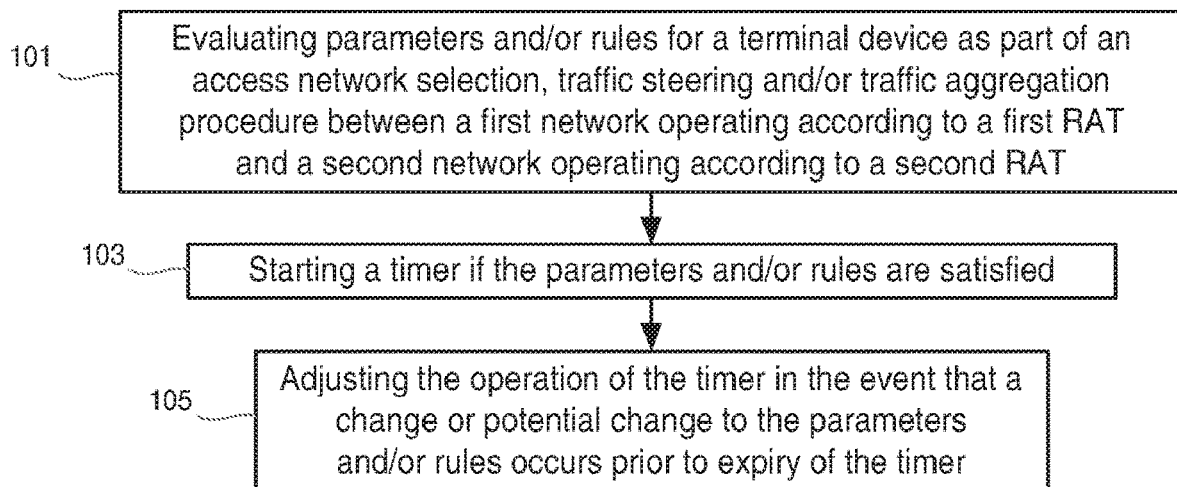 101
Evaluating parameters and/or rules for a terminal device as part of an
access network selection, traffic steering and/or traffic aggregation
procedure between a first network operating according to a first RAT
and a second network operating according to a second RAT
103
Starting a timer if the parameters and/or rules are satisfied
105
Adjusting the operation of the timer in the event that a
change or potential change to the parameters
and/or rules occurs prior to expiry of the timer